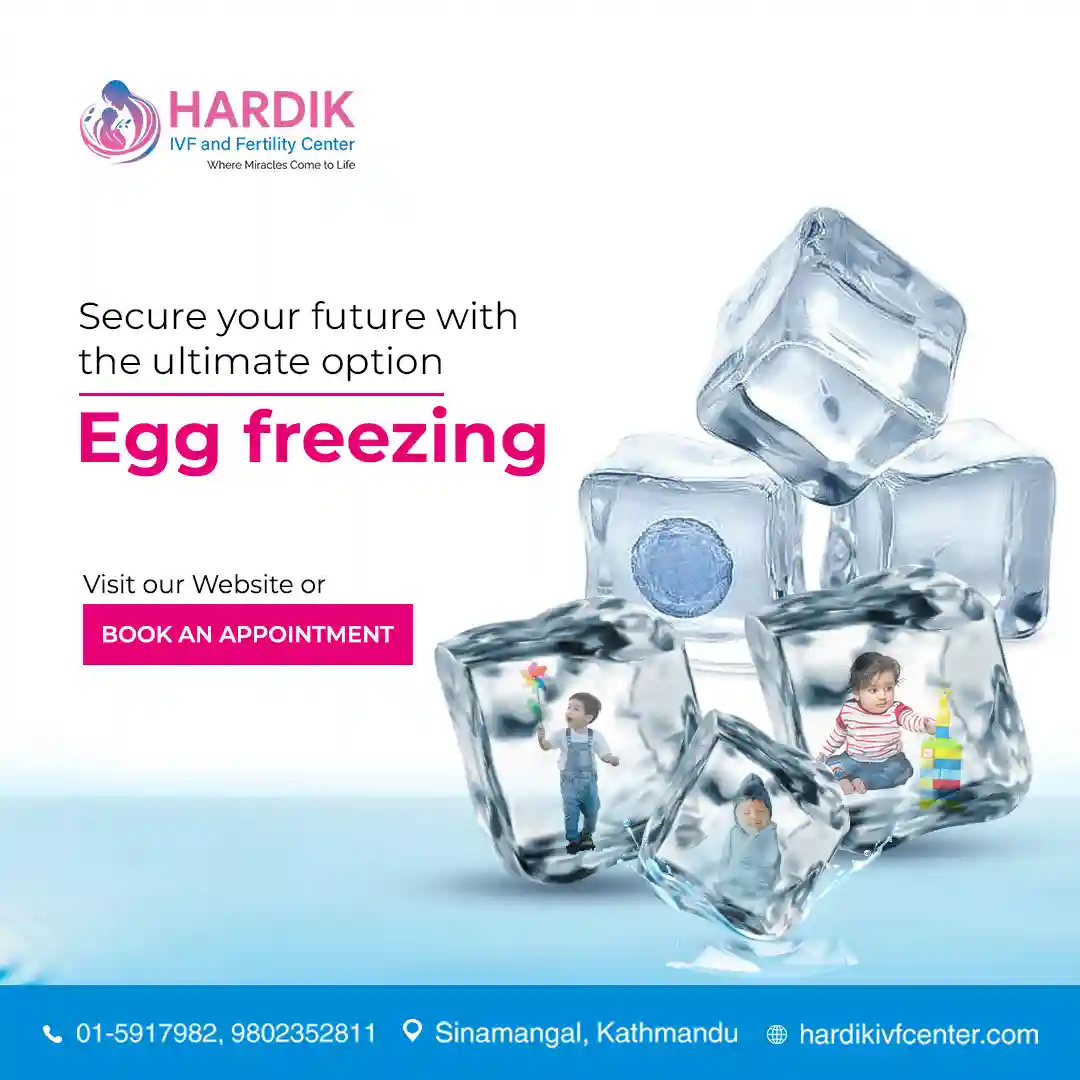 HARDIK
IVF and Fertility Center
Where Miracles Come to Life
Secure your future with
the ultimate option
Egg freezing
Visit our Website or
BOOK AN APPOINTMENT
01-5917982, 9802352811
Sinamangal, Kathmandu
hardikivfcenter.com